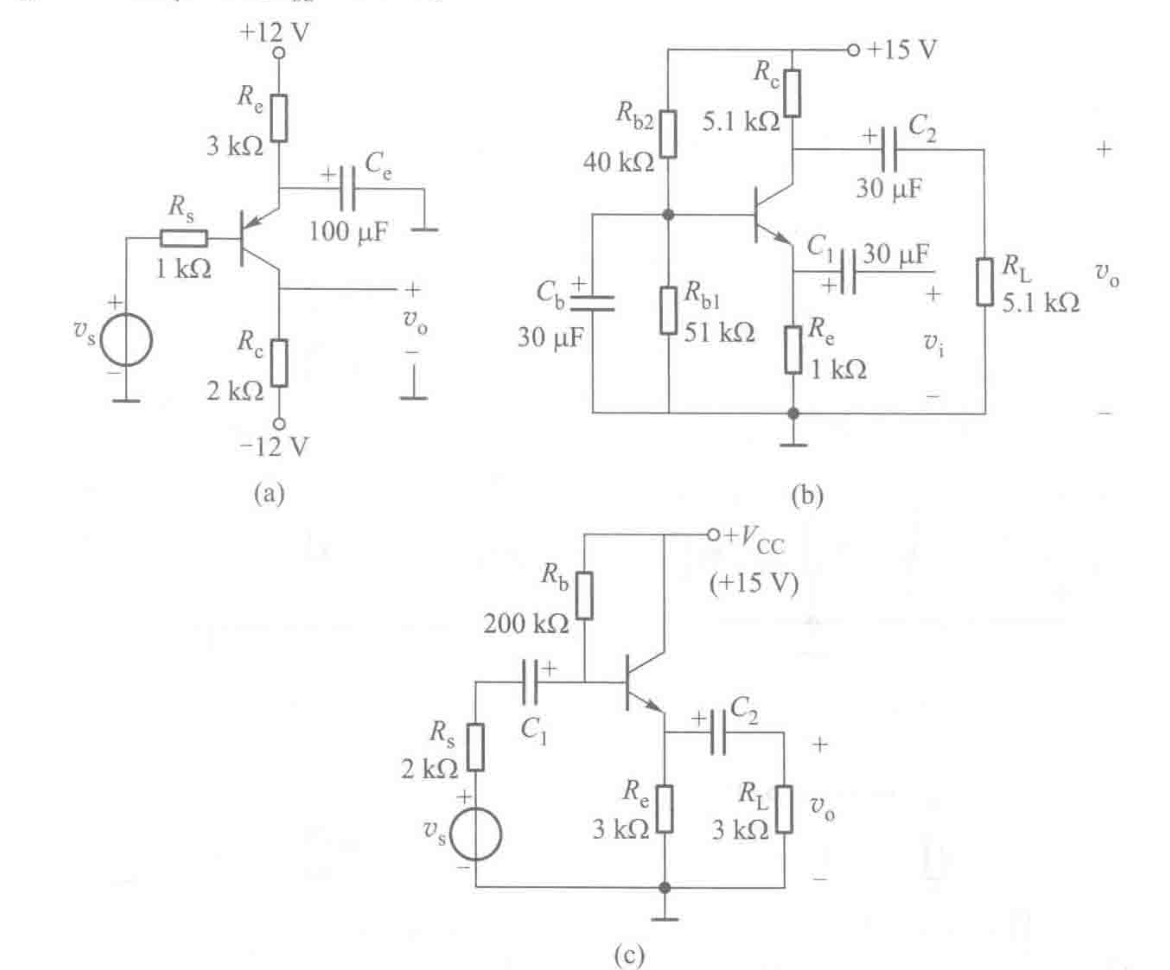 +12 V
R_e
3 kΩ
+
C_e
100 μF
R_s
1 kΩ
+
v_s
−
+
v_o
−
R_c
2 kΩ
−12 V
(a)
+15 V
R_c
5.1 kΩ
R_b2
40 kΩ
+
C_2
30 μF
C_1
30 μF
+
C_b
+
30 μF
R_b1
51 kΩ
R_e
1 kΩ
+
v_i
−
R_L
5.1 kΩ
+
v_o
−
(b)
+V_CC
(+15 V)
R_b
200 kΩ
+
C_1
R_s
2 kΩ
+
v_s
−
+
C_2
R_e
3 kΩ
R_L
3 kΩ
+
v_o
−
(c)